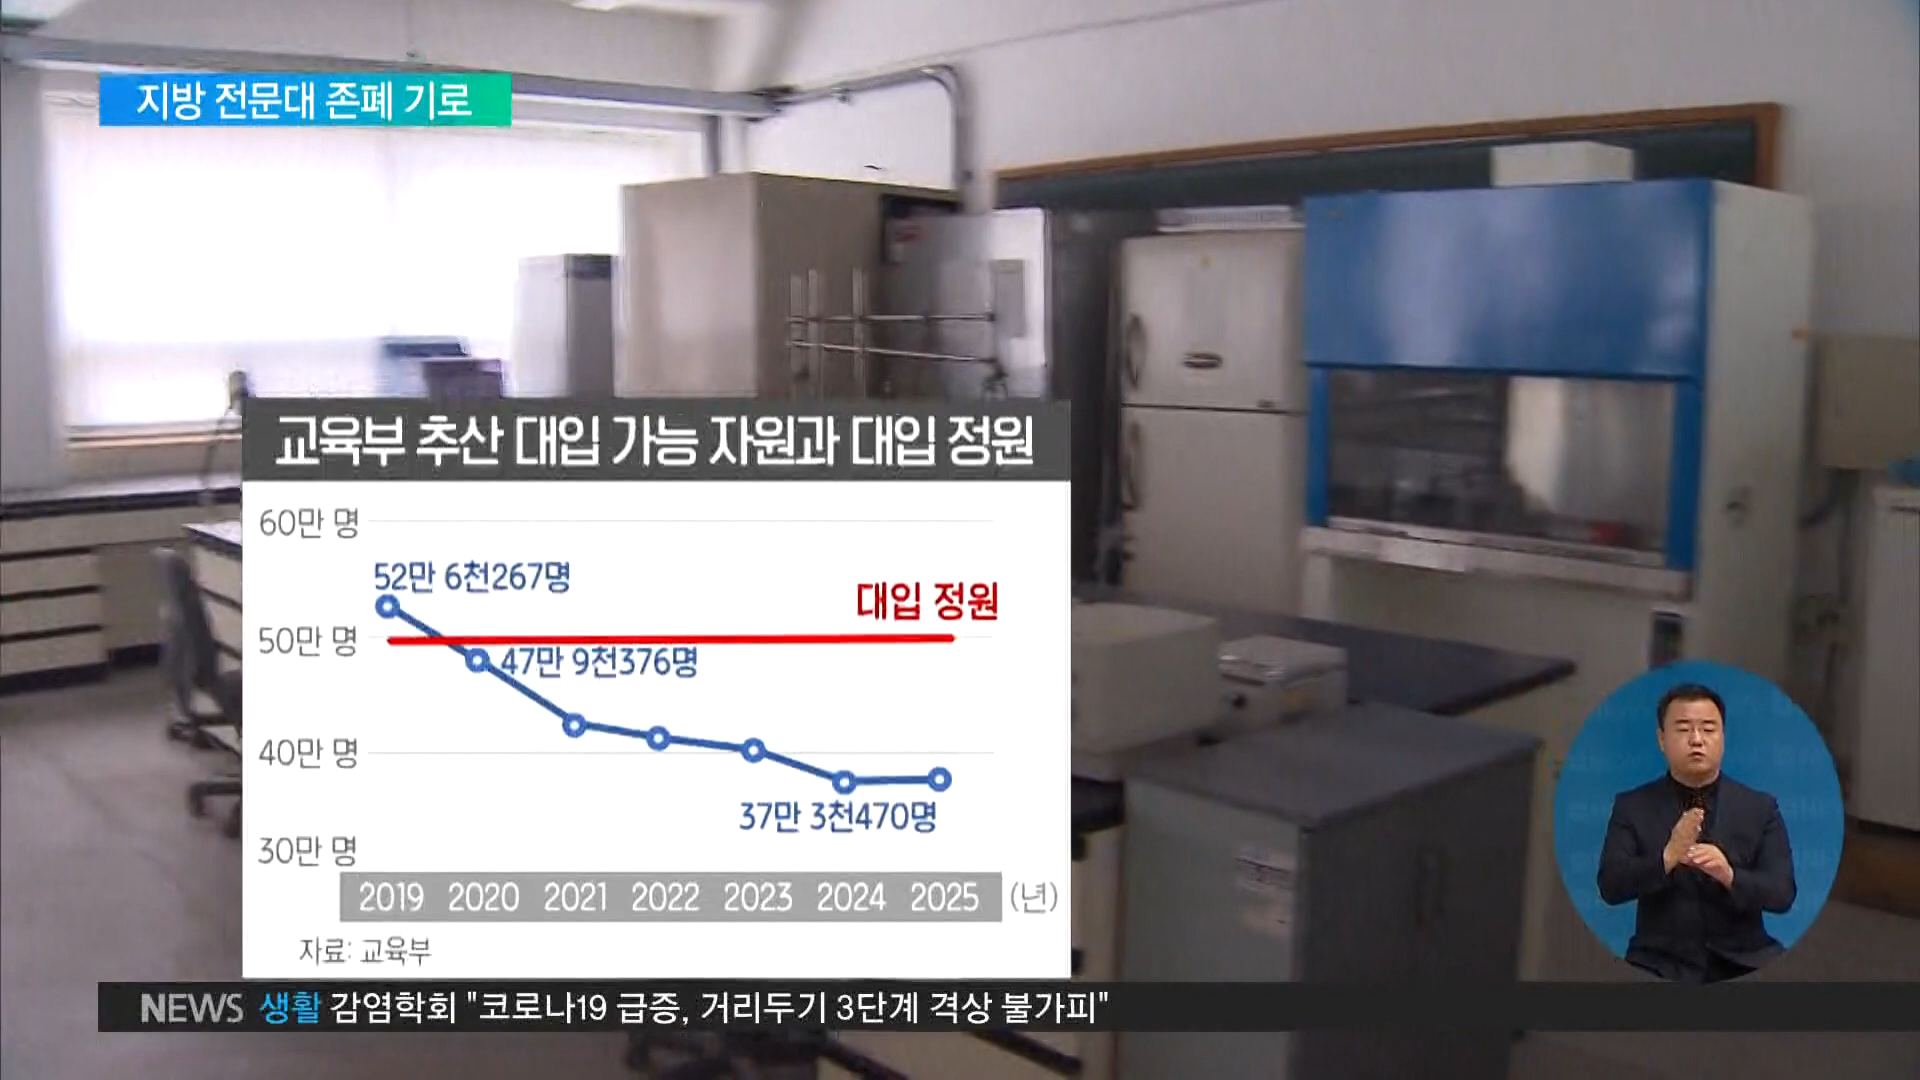 지방 전문대 존폐 기로
교육부 추산 대입 가능 자원과 대입 정원
60만 명
52만 6천267명
대입 정원
50만 명
47만 9천376명
40만 명
37만 3천470명
30만 명
2019 2020 2021 2022 2023 2024 2025 (년)
자료: 교육부
NEWS 생활 감염학회 "코로나19 급증, 거리두기 3단계 격상 불가피"